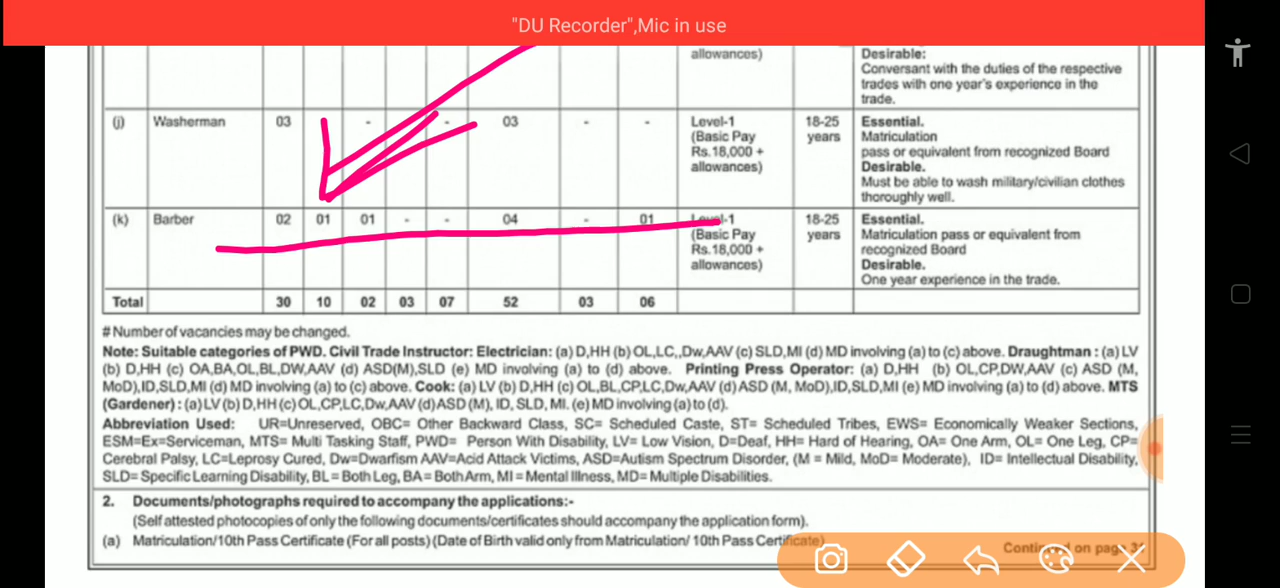 "DU Recorder",Mic in use
allowances)
Desirable:
Conversant with the duties of the respective
trades with one year's experience in the
trade.
(j) Washerman 03 - - 03 - - Level-1 18-25 Essential.
(Basic Pay years Matriculation
Rs.18,000 + pass or equivalent from recognized Board
allowances) Desirable.
Must be able to wash military/civilian clothes
thoroughly well.
(k) Barber 02 01 01 - - 04 - 01 Level-1 18-25 Essential.
(Basic Pay years Matriculation pass or equivalent from
Rs.18,000 + recognized Board
allowances) Desirable.
One year experience in the trade.
Total 30 10 02 03 07 52 03 06
# Number of vacancies may be changed.
Note: Suitable categories of PWD. Civil Trade Instructor: Electrician: (a) D,HH (b) OL,LC,,Dw,AAV (c) SLD,MI (d) MD involving (a) to (c) above. Draughtman : (a) LV
(b) D,HH (c) OA,BA,OL,BL,DW,AAV (d) ASD(M),SLD (e) MD involving (a) to (d) above. Printing Press Operator: (a) D,HH (b) OL,CP,DW,AAV (c) ASD (M,
MoD),ID,SLD,MI (d) MD involving (a) to (c) above. Cook: (a) LV (b) D,HH (c) OL,BL,CP,LC,Dw,AAV (d) ASD (M, MoD),ID,SLD,MI (e) MD involving (a) to (d) above. MTS
(Gardener) : (a) LV (b) D,HH (c) OL,CP,LC,Dw,AAV (d) ASD (M), ID, SLD, MI. (e) MD involving (a) to (d).
Abbreviation Used: UR=Unreserved, OBC= Other Backward Class, SC= Scheduled Caste, ST= Scheduled Tribes, EWS= Economically Weaker Sections,
ESM=Ex=Serviceman, MTS= Multi Tasking Staff, PWD= Person With Disability, LV= Low Vision, D=Deaf, HH= Hard of Hearing, OA= One Arm, OL= One Leg, CP=
Cerebral Palsy, LC=Leprosy Cured, Dw=Dwarfism AAV=Acid Attack Victims, ASD=Autism Spectrum Disorder, (M = Mild, MoD= Moderate), ID= Intellectual Disability,
SLD= Specific Learning Disability, BL = Both Leg, BA = Both Arm, MI = Mental Illness, MD= Multiple Disabilities.
2. Documents/photographs required to accompany the applications:-
(Self attested photocopies of only the following documents/certificates should accompany the application form).
(a) Matriculation/10th Pass Certificate (For all posts) (Date of Birth valid only from Matriculation/ 10th Pass Certificate)
Continued on page